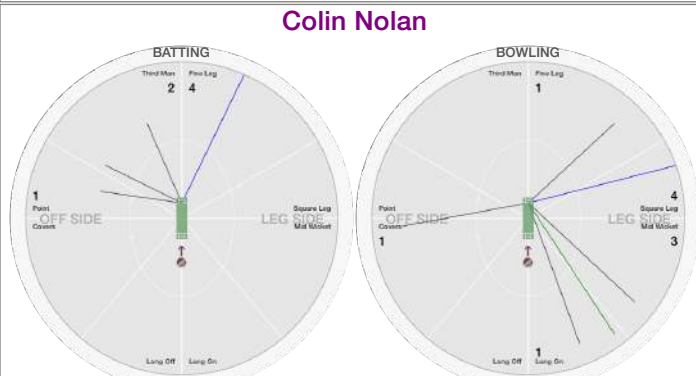 Colin Nolan
BATTING
Third Man Fine Leg
2 4
1
Point
OFF SIDE
Covers
Square Leg
LEG SIDE
Mid Wicket
Long Off Long On
BOWLING
Third Man Fine Leg
1
4
Point
OFF SIDE
Covers
1
Square Leg
LEG SIDE
Mid Wicket
3
1
Long Off Long On